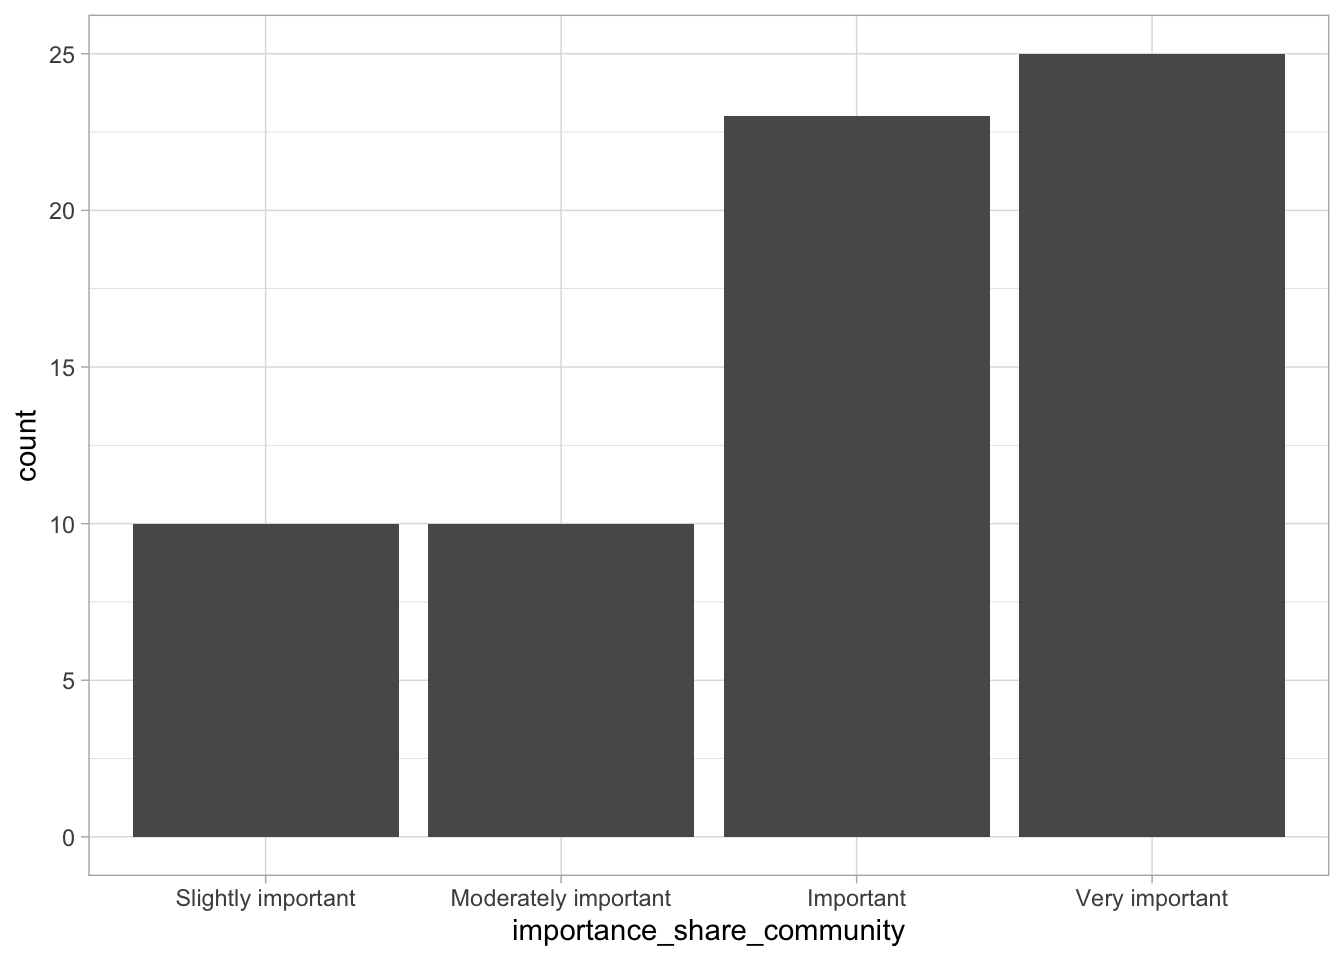 25
20
15
10
5
0
count
Slightly important
Moderately important
Important
Very important
importance_share_community